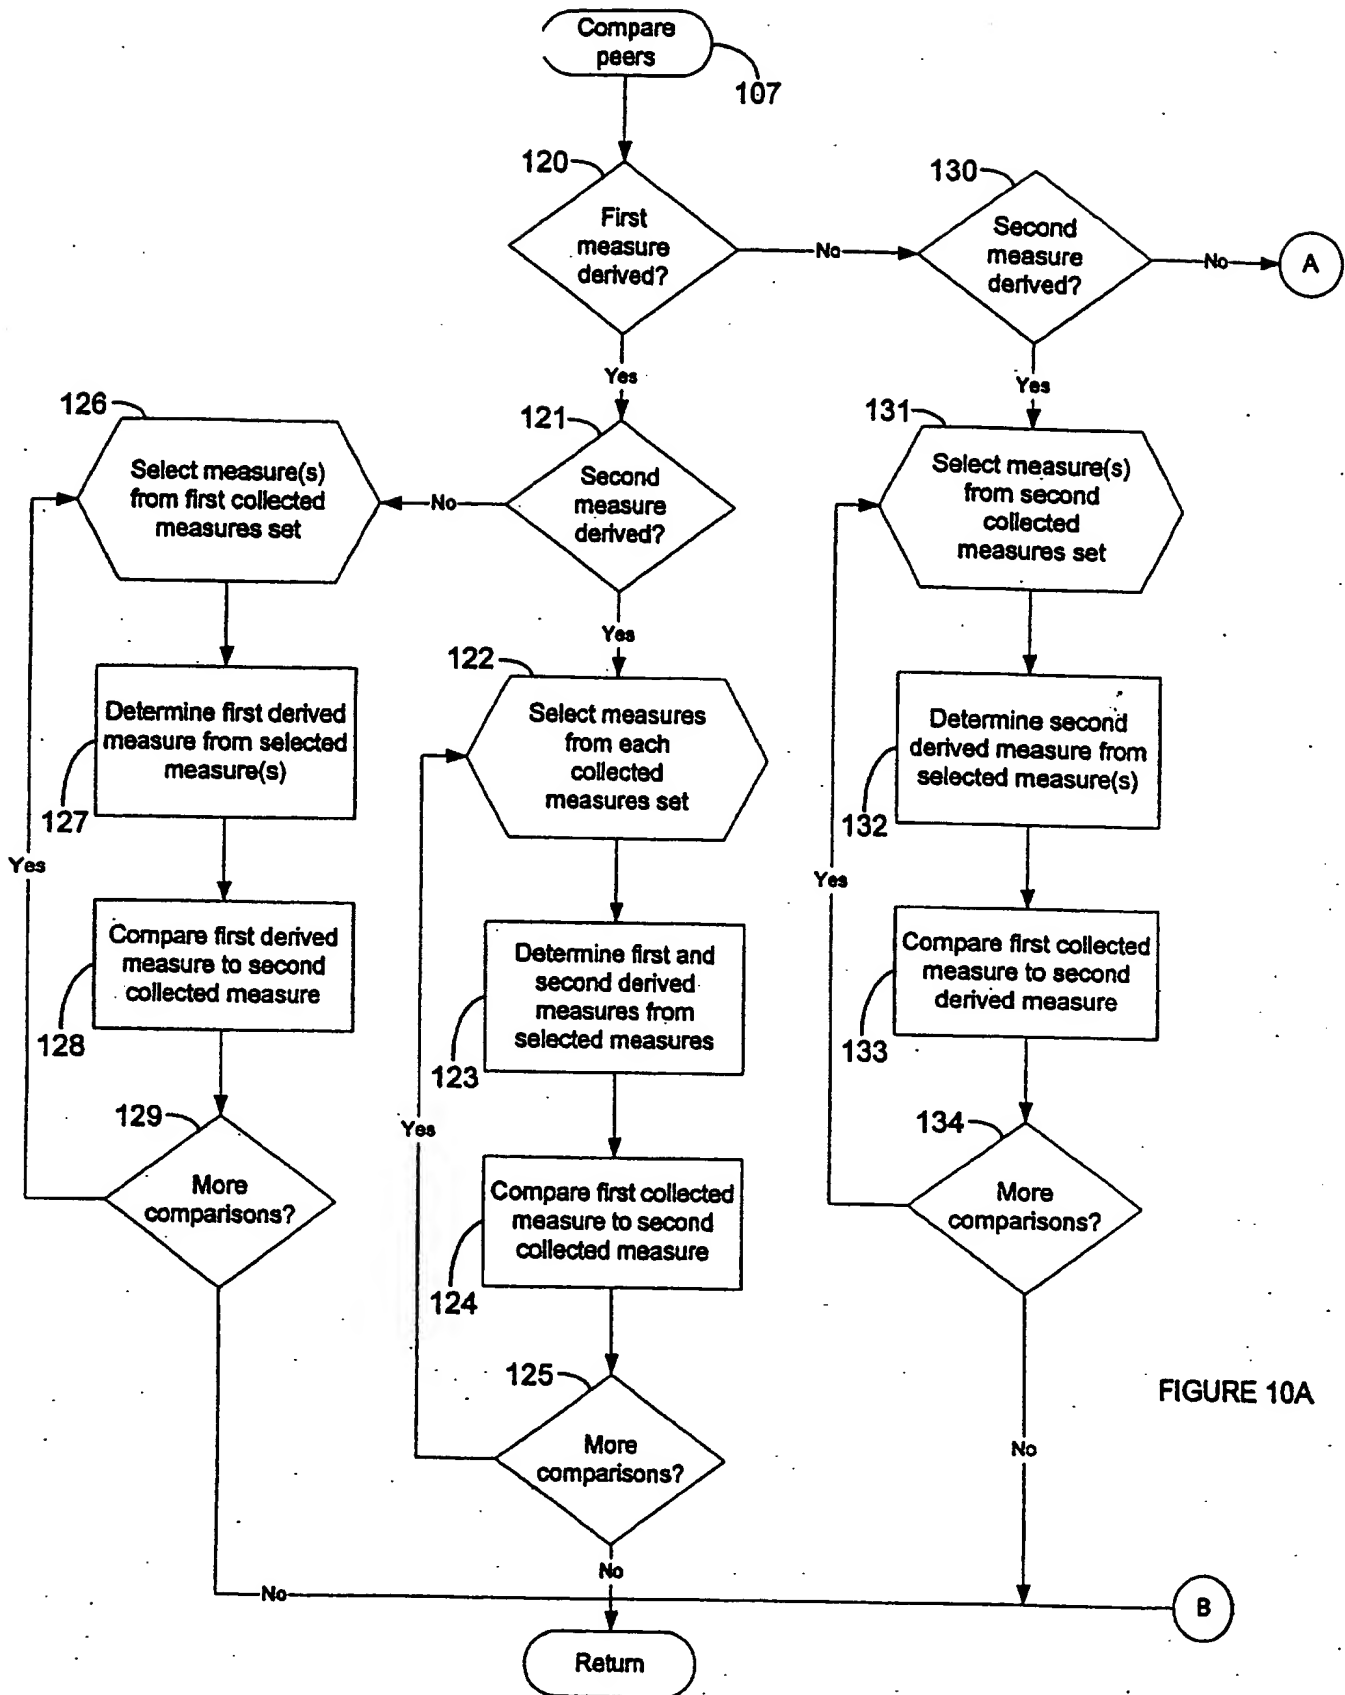 Compare
peers
107
120
First
measure
derived?
No
130
Second
measure
derived?
No
A
Yes
Yes
126
Select measure(s)
from first collected
measures set
No
121
Second
measure
derived?
131
Select measure(s)
from second
collected
measures set
Yes
122
Select measures
from each
collected
measures set
Determine first derived
measure from selected
measure(s)
127
Determine second
derived measure from
selected measure(s)
132
Yes
Yes
Compare first derived
measure to second
collected measure
128
Determine first and
second derived
measures from
selected measures
123
Compare first collected
measure to second
derived measure
133
129
More
comparisons?
Yes
Compare first collected
measure to second
collected measure
124
134
More
comparisons?
125
More
comparisons?
FIGURE 10A
No
No
No
B
Return